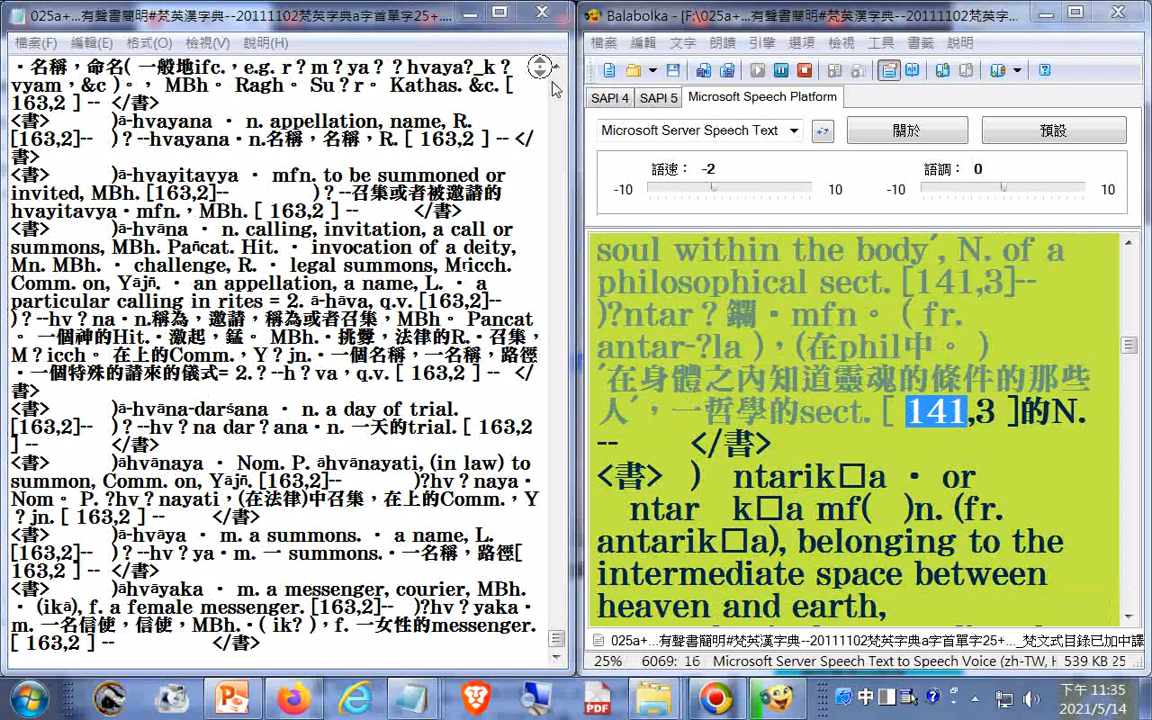 025a+...有聲書簡明#梵英漢字典--20111102梵英字典a字首單字25+...
檔案(F) 編輯(E) 格式(O) 檢視(V) 說明(H)
・名稱，命名( 一般地ifc.，e.g. r？m？ya？？hvaya?_k？
vyam，&c )。， MBh。 Ragh。 Su？r。 Kathas. &c. [
163,2 ] -- </書>
<書> )ā-hvayana ・ n. appellation, name, R.
[163,2]-- )？--hvayana・n.名稱，名稱，R. [ 163,2 ] -- </
書>
<書> )ā-hvayitavya ・ mfn. to be summoned or
invited, MBh. [163,2]-- )？--召集或者被邀請的
hvayitavya・mfn.，MBh. [ 163,2 ] -- </書>
<書> )ā-hvāna ・ n. calling, invitation, a call or
summons, MBh. Pañcat. Hit. ・ invocation of a deity,
Mn. MBh. ・ challenge, R. ・ legal summons, Mṛicch.
Comm. on, Yājñ. ・ an appellation, a name, L. ・ a
particular calling in rites = 2. ā-hāva, q.v. [163,2]--
)？--hv？na・n.稱為，邀請，稱為或者召集，MBh。 Pancat
。 一個神的Hit.・激起，錳。 MBh.・挑釁，法律的R.・召集，
M？icch。 在上的Comm.，Y？jn.・一個名稱，一名稱，路徑
・一個特殊的請來的儀式= 2.？--h？va，q.v. [ 163,2 ] -- </
書>
<書> )ā-hvāna-darśana ・ n. a day of trial.
[163,2]-- )？--hv？na dar？ana・n. 一天的trial. [ 163,2
] -- </書>
<書> )āhvānaya ・ Nom. P. āhvānayati, (in law) to
summon, Comm. on, Yājñ. [163,2]-- )?hv？naya・
Nom。 P. ?hv？nayati，(在法律)中召集，在上的Comm.，Y
？jn. [ 163,2 ] -- </書>
<書> )ā-hvāya ・ m. a summons. ・ a name, L.
[163,2]-- )？--hv？ya・m. 一 summons.・一名稱，路徑[
163,2 ] -- </書>
<書> )āhvāyaka ・ m. a messenger, courier, MBh.
・ (ikā), f. a female messenger. [163,2]-- )?hv？yaka・
m. 一名信使，信使，MBh.・( ik？)，f. 一女性的messenger.
[ 163,2 ] -- </書>
Balabolka - [F:\025a+...有聲書簡明#梵英漢字典--20111102梵英字...
檔案 編輯 文字 朗讀 引擎 選項 檢視 工具 書籤 說明
SAPI 4 SAPI 5 Microsoft Speech Platform
Microsoft Server Speech Text 關於 預設
語速： -2 語調： 0
-10 10 -10 10
soul within the body´, N. of a
philosophical sect. [141,3]--
)?ntar？鑭・mfn。 ( fr.
antar-?la )，(在phil中。 )
´在身體之內知道靈魂的條件的那些
人´，一哲學的sect. [ 141,3 ]的N.
-- </書>
<書> ) ntarik□a ・ or
ntar k□a mf( )n. (fr.
antarik□a), belonging to the
intermediate space between
heaven and earth,
025a+...有聲書簡明#梵英漢字典--20111102梵英字典a字首單字25+..._梵文式目錄已加中譯
25% 6069: 16 Microsoft Server Speech Text to Speech Voice (zh-TW, H 539 KB 25
中 下午 11:35
2021/5/14